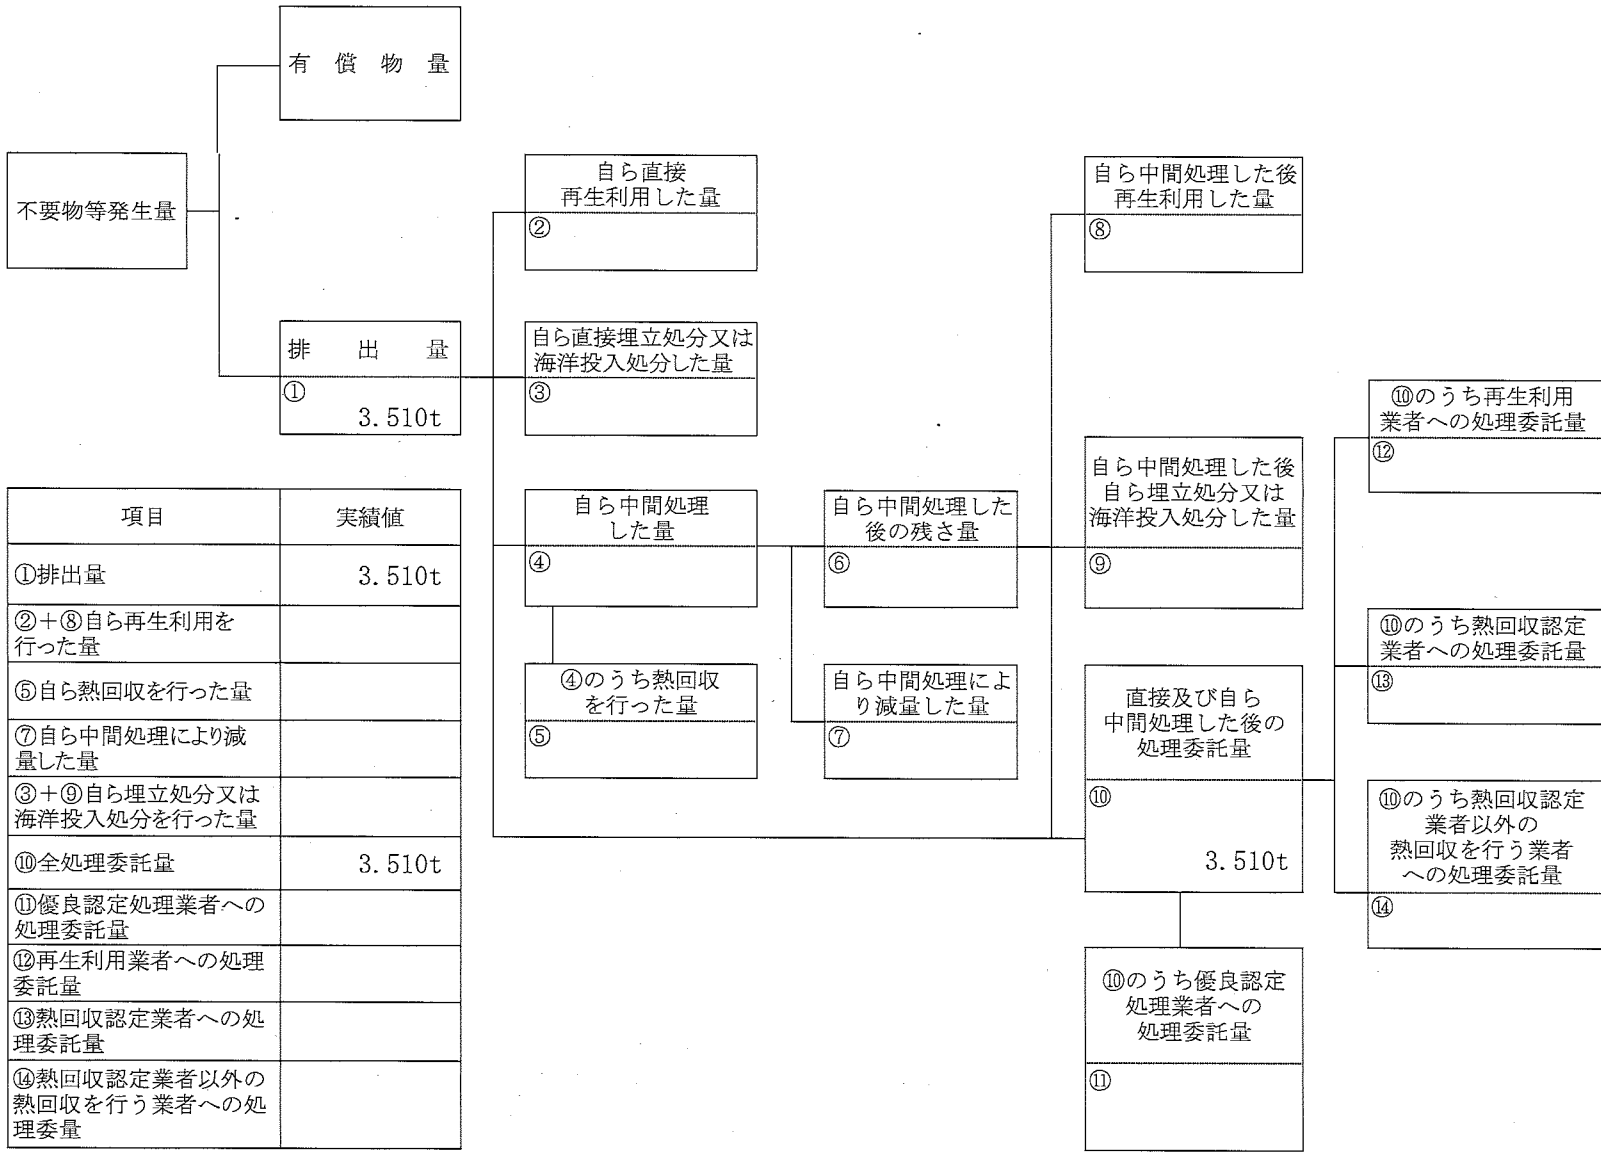 有償物量
不要物等発生量
排出量
①
3.510t
自ら直接
再生利用した量
②
自ら直接埋立処分又は
海洋投入処分した量
③
自ら中間処理
した量
④
④のうち熱回収
を行った量
⑤
自ら中間処理した
後の残さ量
⑥
自ら中間処理によ
り減量した量
⑦
自ら中間処理した後
再生利用した量
⑧
自ら中間処理した後
自ら埋立処分又は
海洋投入処分した量
⑨
直接及び自ら
中間処理した後の
処理委託量
⑩
3.510t
⑩のうち優良認定
処理業者への
処理委託量
⑪
⑩のうち再生利用
業者への処理委託量
⑫
⑩のうち熱回収認定
業者への処理委託量
⑬
⑩のうち熱回収認定
業者以外の
熱回収を行う業者
への処理委託量
⑭
項目 実績値
①排出量 3.510t
②+⑧自ら再生利用を
行った量
⑤自ら熱回収を行った量
⑦自ら中間処理により減
量した量
③+⑨自ら埋立処分又は
海洋投入処分を行った量
⑩全処理委託量 3.510t
⑪優良認定処理業者への
処理委託量
⑫再生利用業者への処理
委託量
⑬熱回収認定業者への処
理委託量
⑭熱回収認定業者以外の
熱回収を行う業者への処
理委量